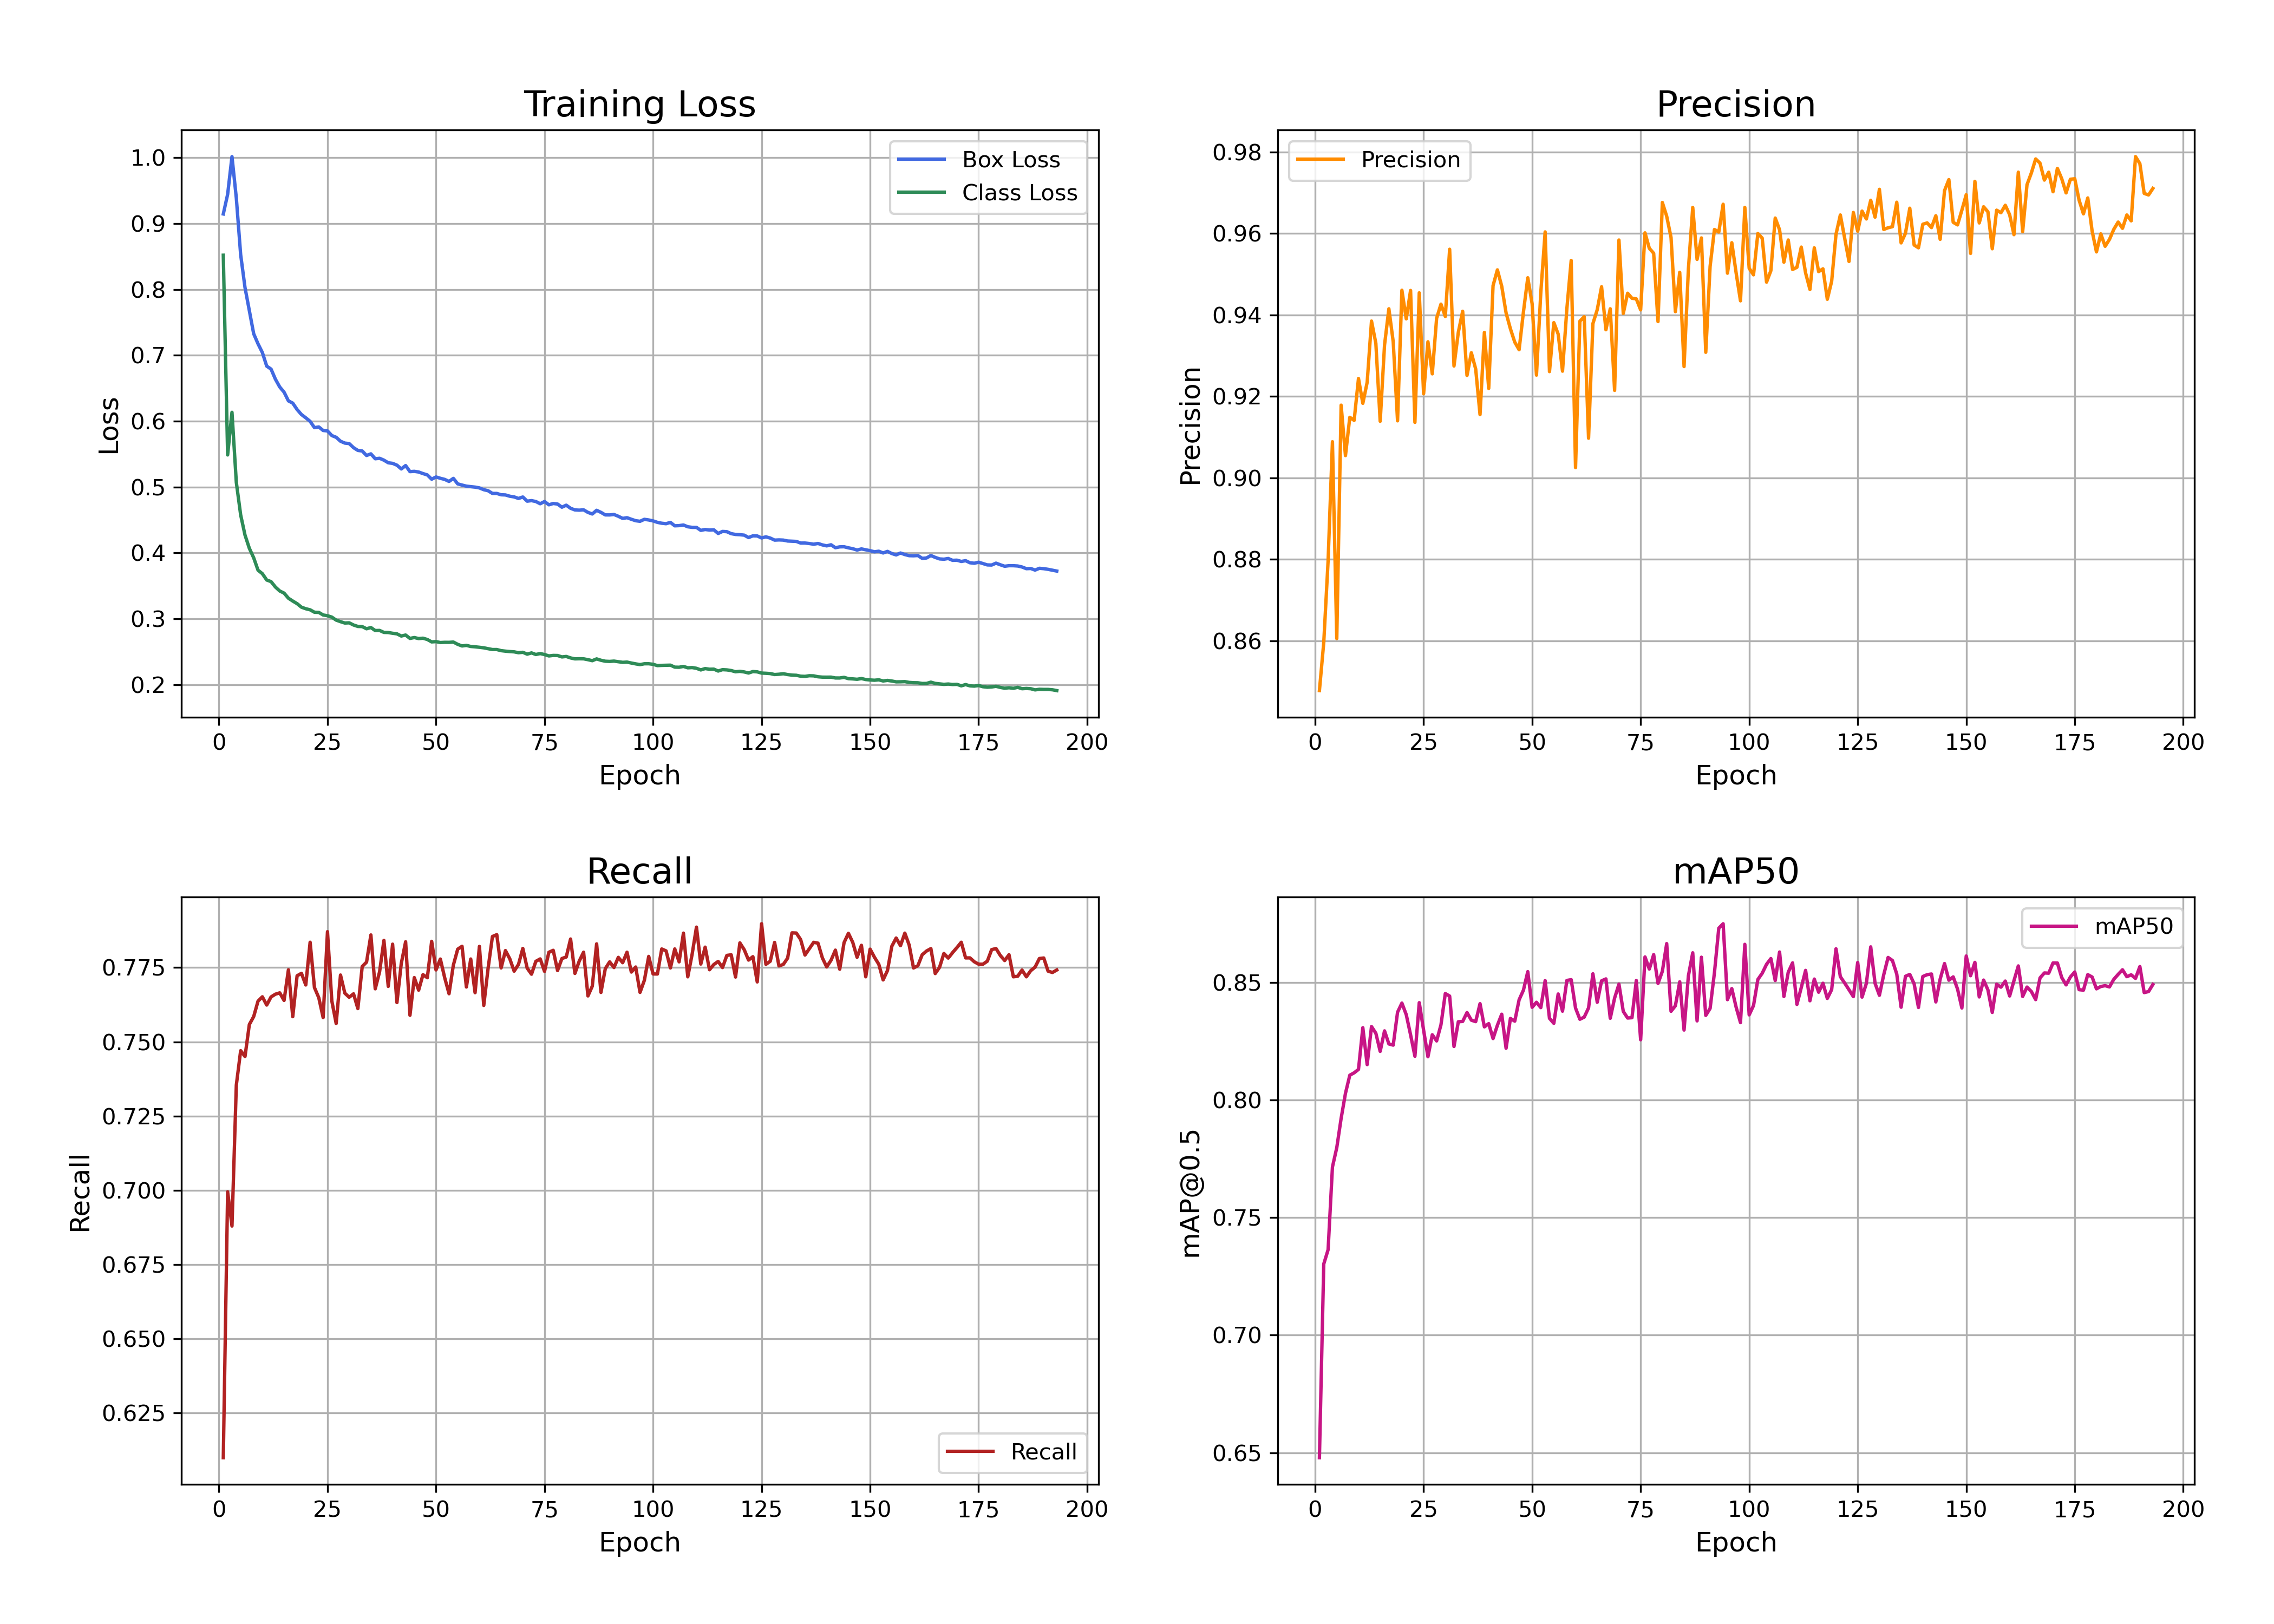 Training Loss
Box Loss
Class Loss
1.0
0.9
0.8
0.7
0.6
0.5
0.4
0.3
0.2
Loss
0 25 50 75 100 125 150 175 200
Epoch
Precision
Precision
0.98
0.96
0.94
0.92
0.90
0.88
0.86
Precision
0 25 50 75 100 125 150 175 200
Epoch
Recall
0.775
0.750
0.725
0.700
0.675
0.650
0.625
Recall
Recall
0 25 50 75 100 125 150 175 200
Epoch
mAP50
mAP50
0.85
0.80
0.75
0.70
0.65
mAP@0.5
0 25 50 75 100 125 150 175 200
Epoch